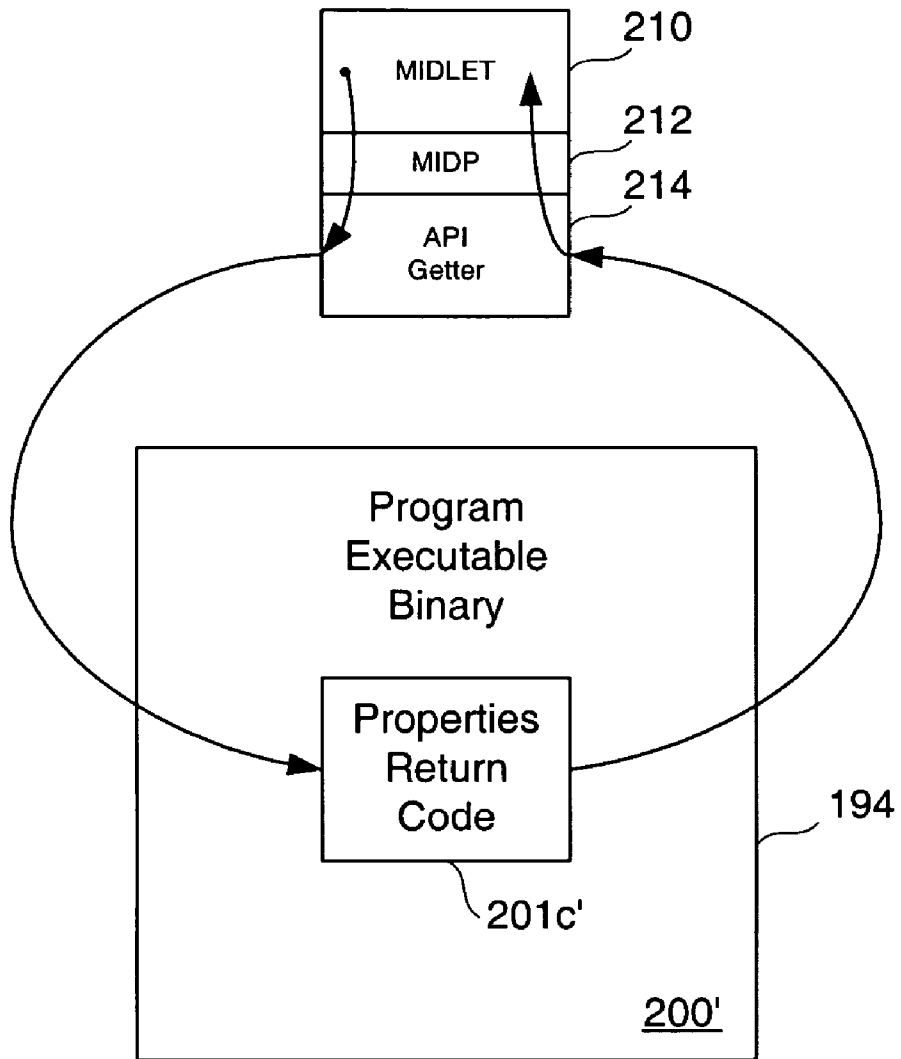 210
MIDLET
212
MIDP
214
API
Getter
Program
Executable
Binary
Properties
Return
Code
194
201c'
200'